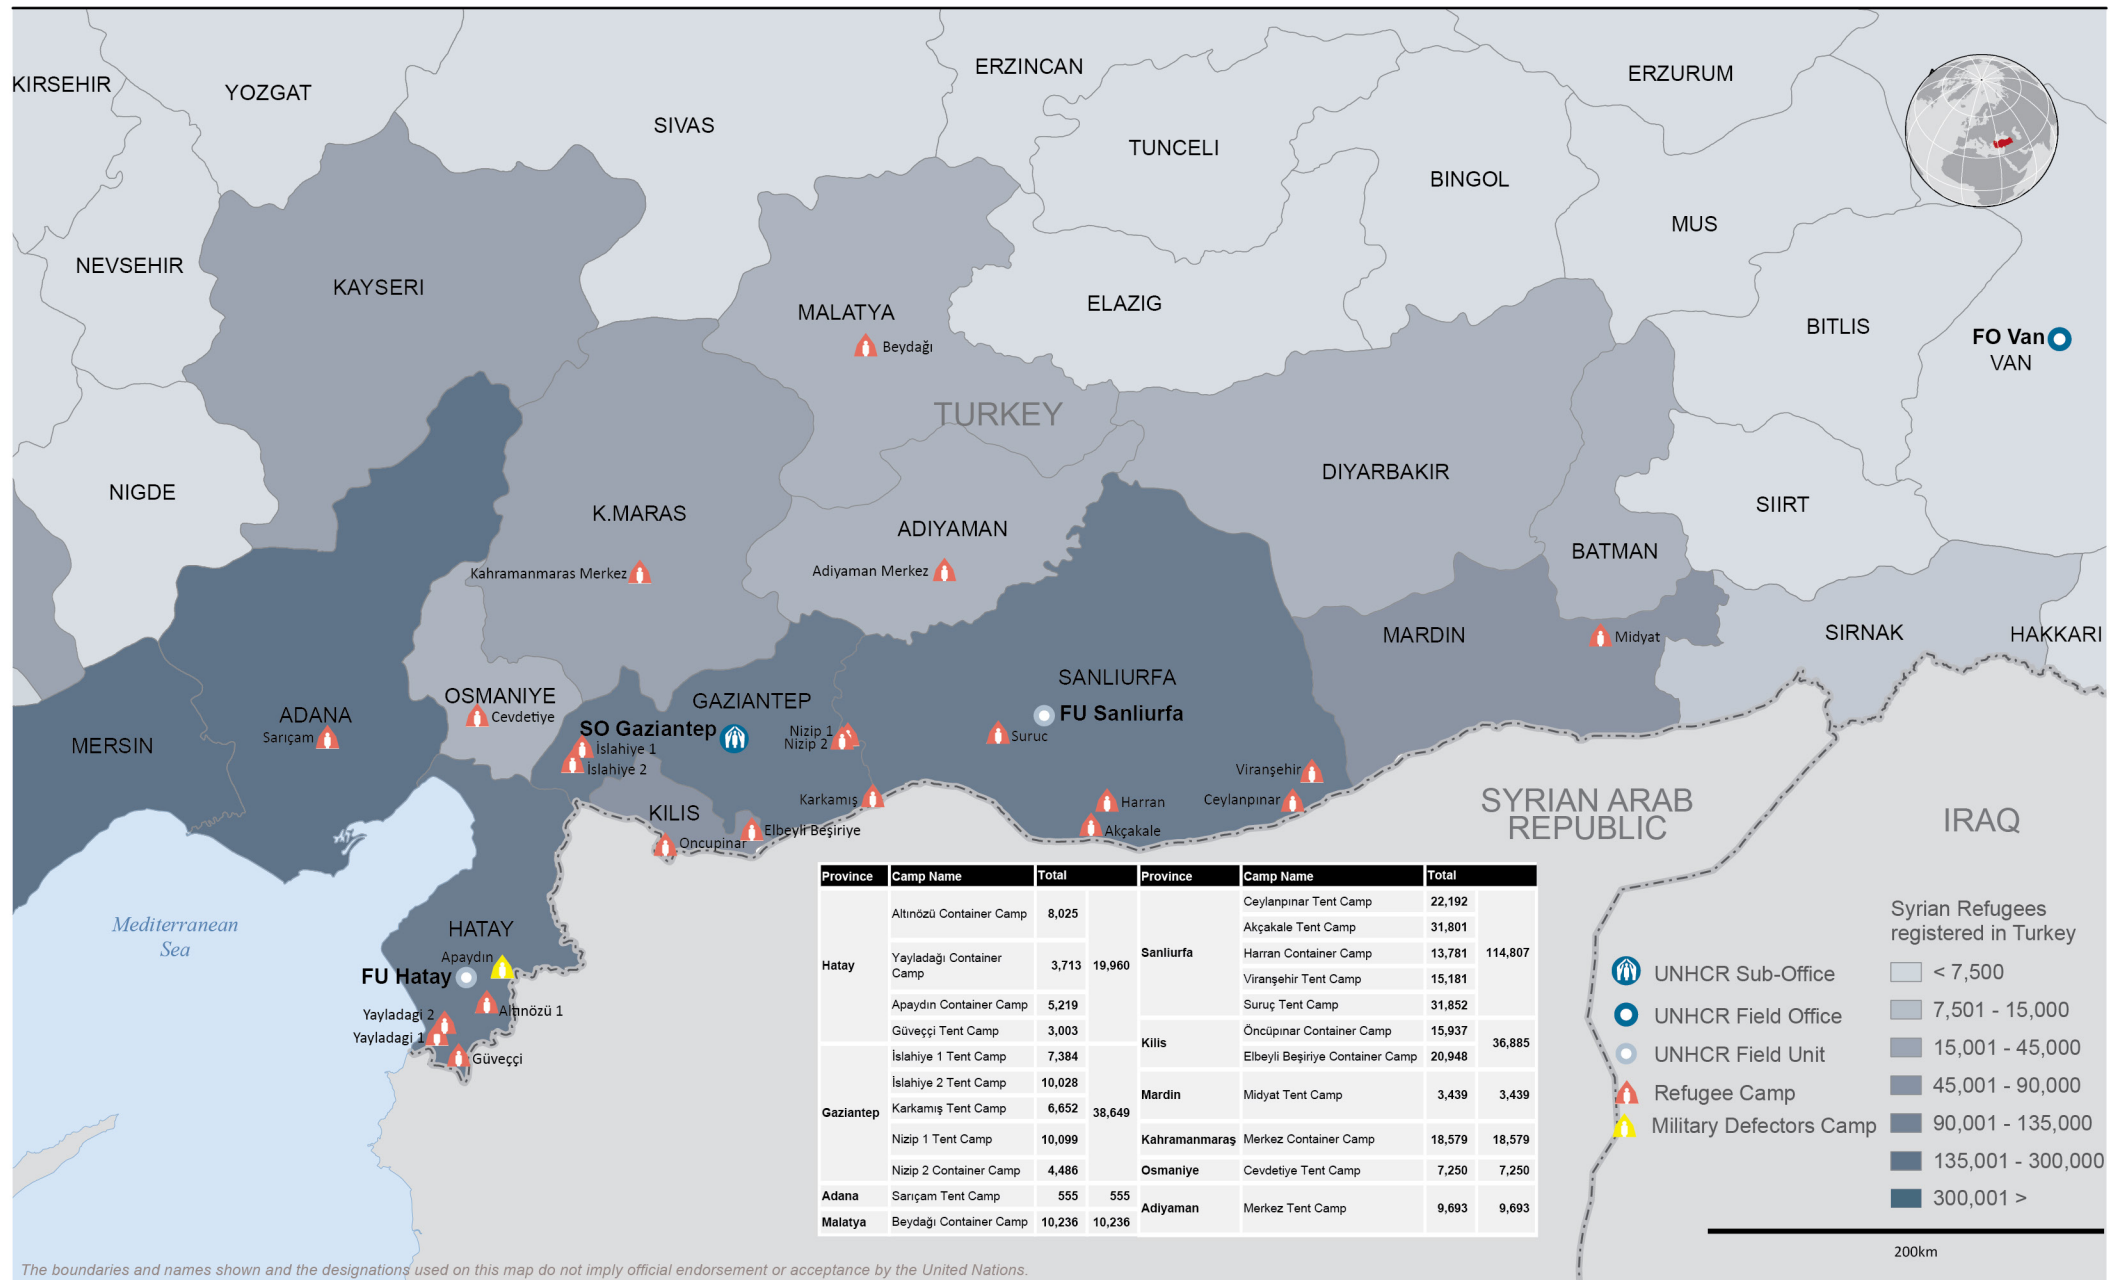 KIRSEHIR
YOZGAT
SIVAS
ERZINCAN
ERZURUM
TUNCELI
BINGOL
MUS
NEVSEHIR
KAYSERI
MALATYA
Beydağı
ELAZIG
BITLIS
FO Van
VAN
TURKEY
NIGDE
K.MARAS
Kahramanmaras Merkez
ADIYAMAN
Adiyaman Merkez
DIYARBAKIR
BATMAN
SIIRT
MARDIN
Midyat
SIRNAK
HAKKARI
MERSIN
ADANA
Sarıçam
OSMANIYE
Cevdetiye
GAZIANTEP
SO Gaziantep
İslahiye 1
İslahiye 2
Nizip 1
Nizip 2
Karkamış
SANLIURFA
FU Sanliurfa
Suruc
Viranşehir
Ceylanpınar
Harran
Akçakale
KILIS
Oncupinar
Elbeyli Beşiriye
SYRIAN ARAB
REPUBLIC
IRAQ
Mediterranean
Sea
HATAY
Apaydın
FU Hatay
Altınözü 1
Yayladagi 2
Yayladagi 1
Güveççi
Province Camp Name Total Province Camp Name Total
Hatay
Altınözü Container Camp 8,025
Yayladağı Container
Camp 3,713
Apaydın Container Camp 5,219
Güveççi Tent Camp 3,003
19,960
Gaziantep
İslahiye 1 Tent Camp 7,384
İslahiye 2 Tent Camp 10,028
Karkamış Tent Camp 6,652
Nizip 1 Tent Camp 10,099
Nizip 2 Container Camp 4,486
38,649
Adana Sarıçam Tent Camp 555 555
Malatya Beydağı Container Camp 10,236 10,236
Sanliurfa
Ceylanpınar Tent Camp 22,192
Akçakale Tent Camp 31,801
Harran Container Camp 13,781
Viranşehir Tent Camp 15,181
Suruç Tent Camp 31,852
114,807
Kilis
Öncüpınar Container Camp 15,937
Elbeyli Beşiriye Container Camp 20,948
36,885
Mardin Midyat Tent Camp 3,439 3,439
Kahramanmaraş Merkez Container Camp 18,579 18,579
Osmaniye Cevdetiye Tent Camp 7,250 7,250
Adiyaman Merkez Tent Camp 9,693 9,693
UNHCR Sub-Office
UNHCR Field Office
UNHCR Field Unit
Refugee Camp
Military Defectors Camp
Syrian Refugees
registered in Turkey
< 7,500
7,501 - 15,000
15,001 - 45,000
45,001 - 90,000
90,001 - 135,000
135,001 - 300,000
300,001 >
200km
The boundaries and names shown and the designations used on this map do not imply official endorsement or acceptance by the United Nations.